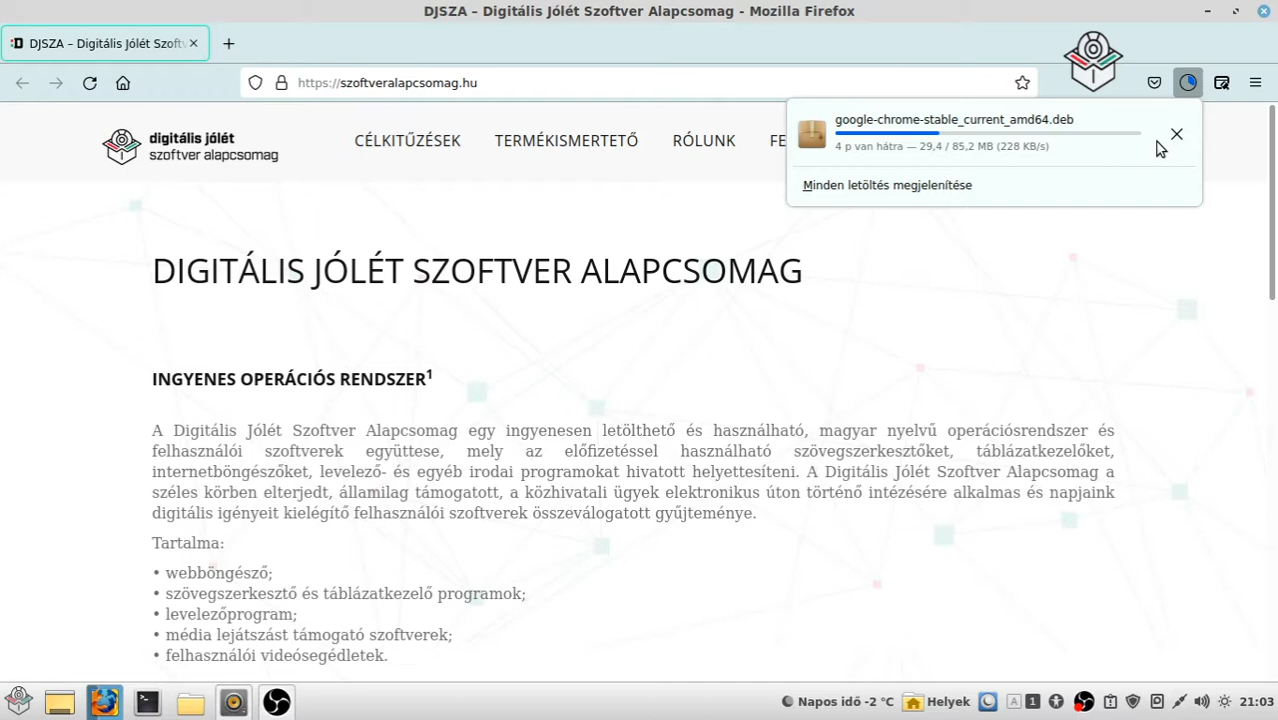 DJSZA – Digitális Jólét Szoftver Alapcsomag - Mozilla Firefox
DJSZA – Digitális Jólét Szoftv
https://szoftveralapcsomag.hu
google-chrome-stable_current_amd64.deb
4 p van hátra — 29,4 / 85,2 MB (228 KB/s)
Minden letöltés megjelenítése
digitális jólét
szoftver alapcsomag
CÉLKITŰZÉSEK TERMÉKISMERTETŐ RÓLUNK FE
DIGITÁLIS JÓLÉT SZOFTVER ALAPCSOMAG
INGYENES OPERÁCIÓS RENDSZER¹
A Digitális Jólét Szoftver Alapcsomag egy ingyenesen letölthető és használható, magyar nyelvű operációsrendszer és
felhasználói szoftverek együttese, mely az előfizetéssel használható szövegszerkesztőket, táblázatkezelőket,
internetböngészőket, levelező- és egyéb irodai programokat hivatott helyettesíteni. A Digitális Jólét Szoftver Alapcsomag a
széles körben elterjedt, államilag támogatott, a közhivatali ügyek elektronikus úton történő intézésére alkalmas és napjaink
digitális igényeit kielégítő felhasználói szoftverek összeválogatott gyűjteménye.
Tartalma:
• webböngésző;
• szövegszerkesztő és táblázatkezelő programok;
• levelezőprogram;
• média lejátszást támogató szoftverek;
• felhasználói videósegédletek.
Napos idő -2 °C Helyek A 1 21:03